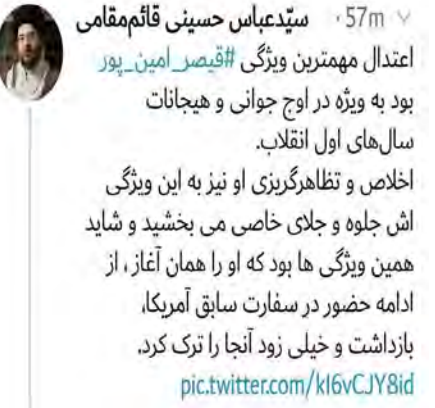 سیّدعباس حسینی قائم‌مقامی · 57m
اعتدال مهمترین ویژگی #قیصر_امین_پور
بود به ویژه در اوج جوانی و هیجانات
سال‌های اول انقلاب.
اخلاص و تظاهرگریزی او نیز به این ویژگی
اش جلوه و جلای خاصی می بخشید و شاید
همین ویژگی ها بود که او را همان آغاز ، از
ادامه حضور در سفارت سابق آمریکا،
بازداشت و خیلی زود آنجا را ترک کرد.
pic.twitter.com/kl6vCJY8id